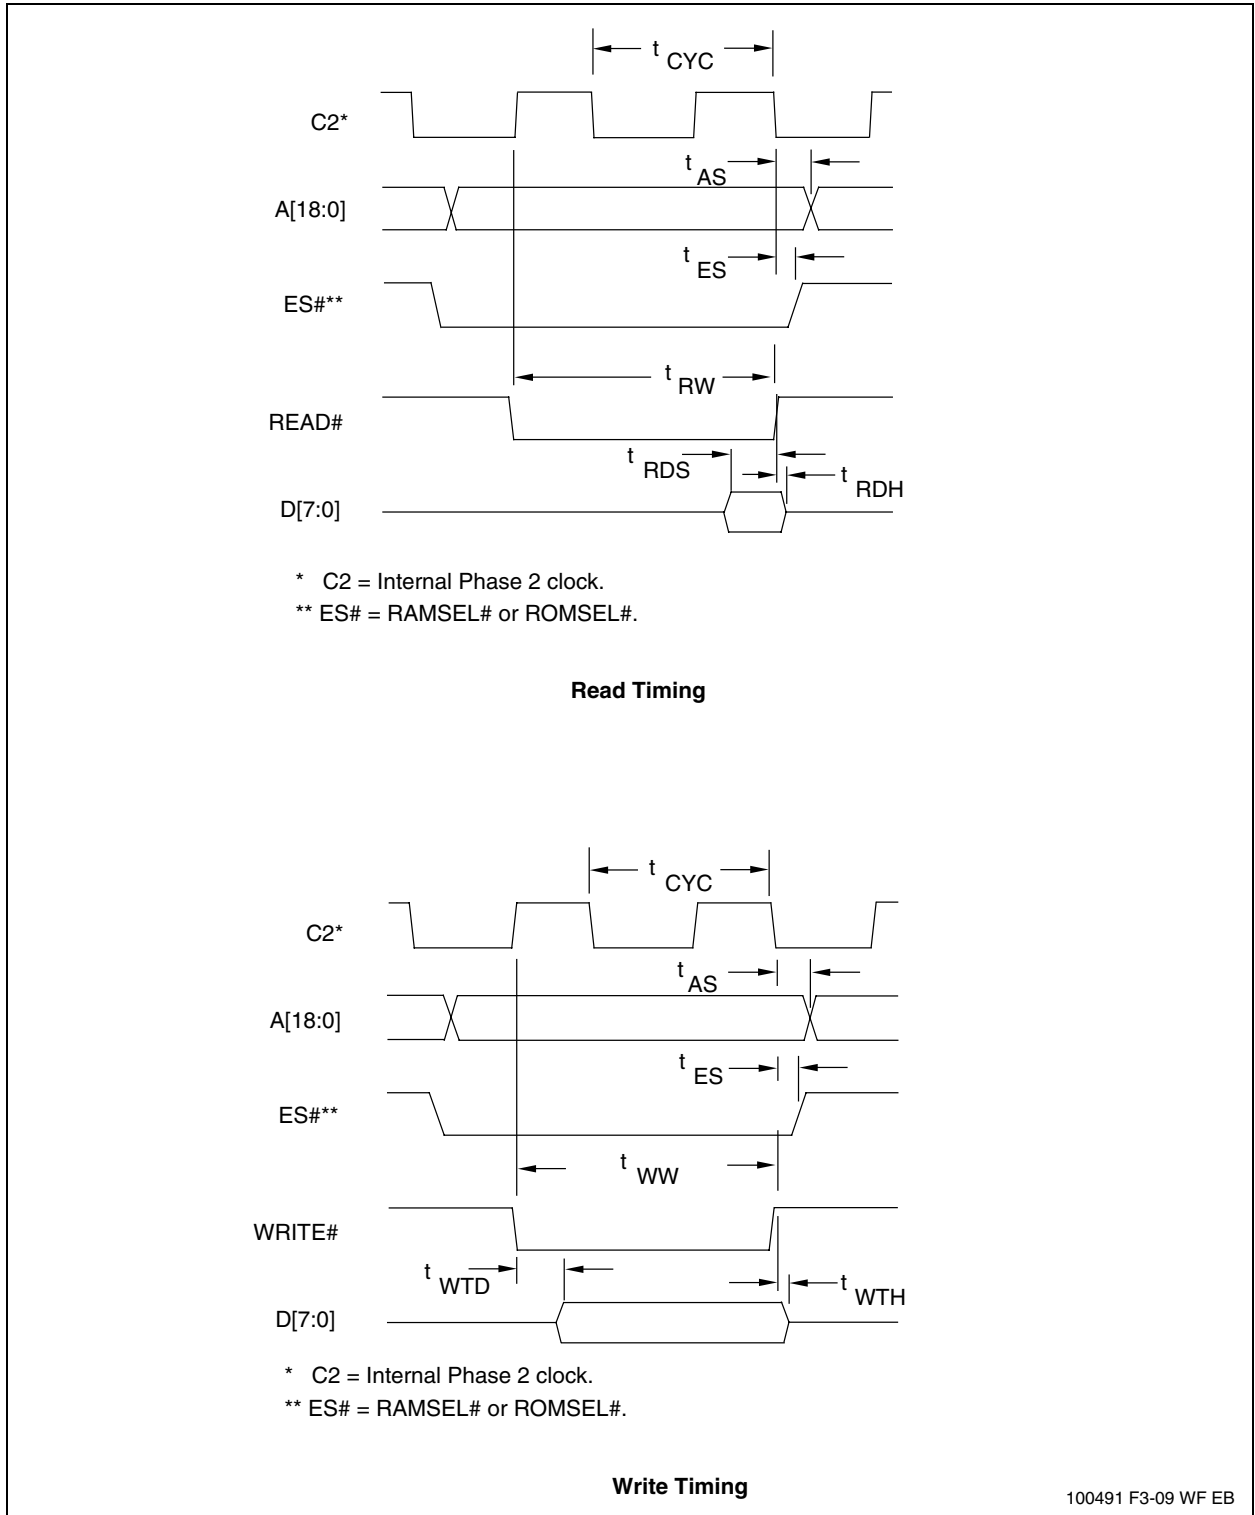 t CYC
C2*
t AS
A[18:0]
t ES
ES#**
t RW
READ#
t RDS
t RDH
D[7:0]
* C2 = Internal Phase 2 clock.
** ES# = RAMSEL# or ROMSEL#.
Read Timing
t CYC
C2*
t AS
A[18:0]
t ES
ES#**
t WW
WRITE#
t WTD
t WTH
D[7:0]
* C2 = Internal Phase 2 clock.
** ES# = RAMSEL# or ROMSEL#.
Write Timing
100491 F3-09 WF EB